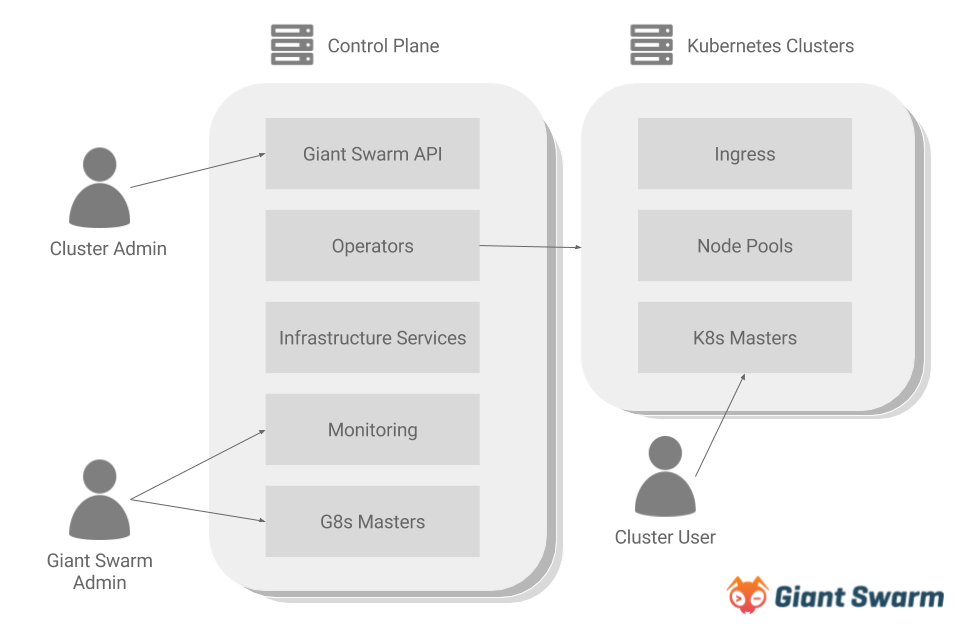 Control Plane
Kubernetes Clusters
Giant Swarm API
Ingress
Cluster Admin
Operators
Node Pools
Infrastructure Services
K8s Masters
Monitoring
G8s Masters
Cluster User
Giant Swarm
Admin
Giant Swarm